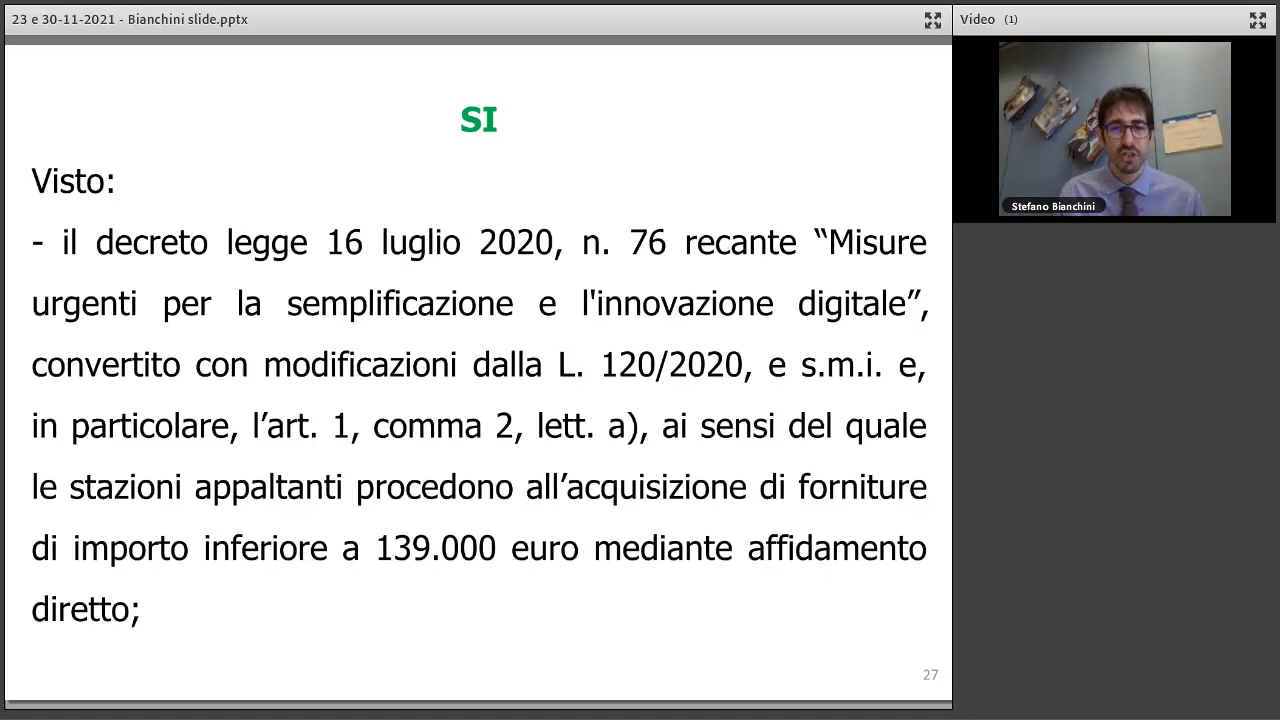 23 e 30-11-2021 - Bianchini slide.pptx
Video (1)
SI
Visto:
- il decreto legge 16 luglio 2020, n. 76 recante “Misure
urgenti per la semplificazione e l'innovazione digitale”,
convertito con modificazioni dalla L. 120/2020, e s.m.i. e,
in particolare, l’art. 1, comma 2, lett. a), ai sensi del quale
le stazioni appaltanti procedono all’acquisizione di forniture
di importo inferiore a 139.000 euro mediante affidamento
diretto;
27
Stefano Bianchini